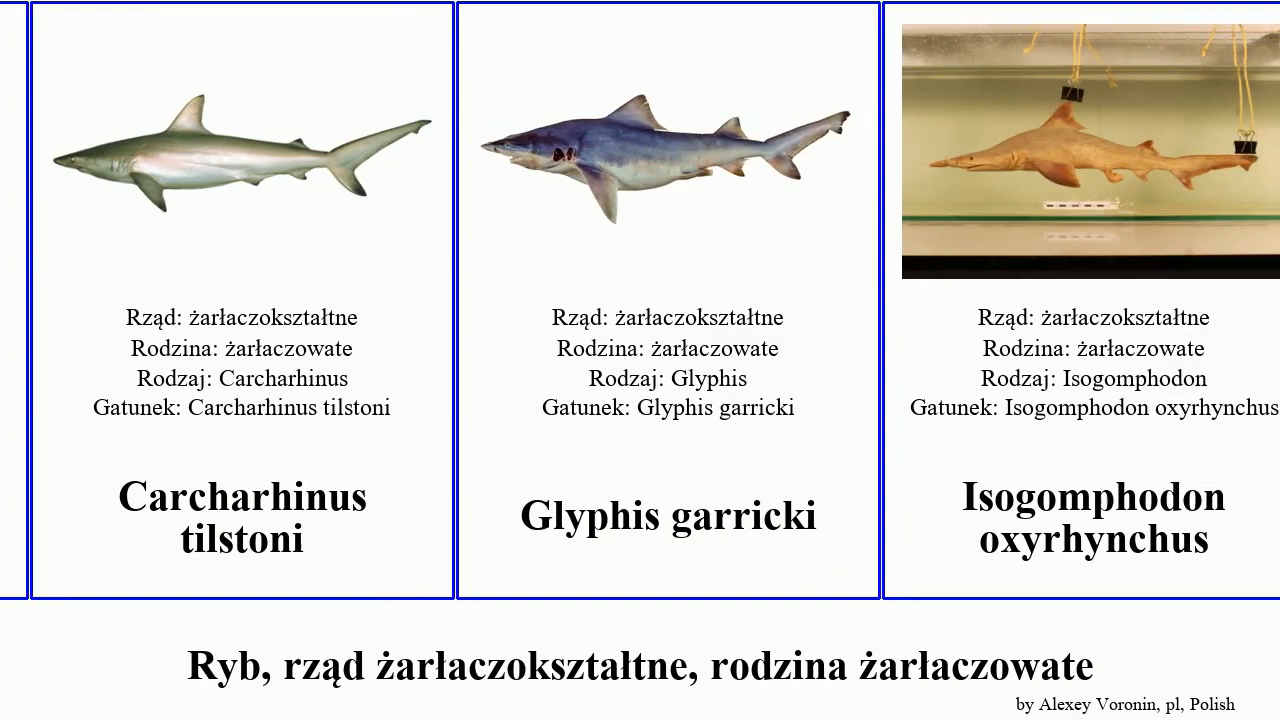 Rząd: żarłaczokształtne
Rodzina: żarłaczowate
Rodzaj: Carcharhinus
Gatunek: Carcharhinus tilstoni
Carcharhinus
tilstoni
Rząd: żarłaczokształtne
Rodzina: żarłaczowate
Rodzaj: Glyphis
Gatunek: Glyphis garricki
Glyphis garricki
Rząd: żarłaczokształtne
Rodzina: żarłaczowate
Rodzaj: Isogomphodon
Gatunek: Isogomphodon oxyrhynchus
Isogomphodon
oxyrhynchus
Ryb, rząd żarłaczokształtne, rodzina żarłaczowate
by Alexey Voronin, pl, Polish